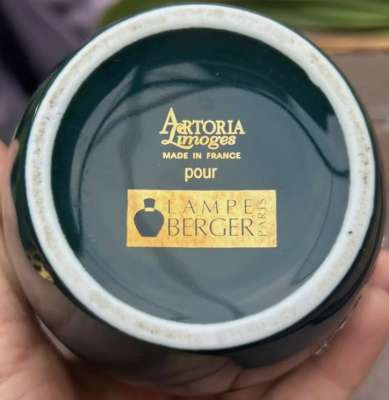 ARTORIA
Limoges
MADE IN FRANCE
pour
LAMPE
BERGER
PARIS